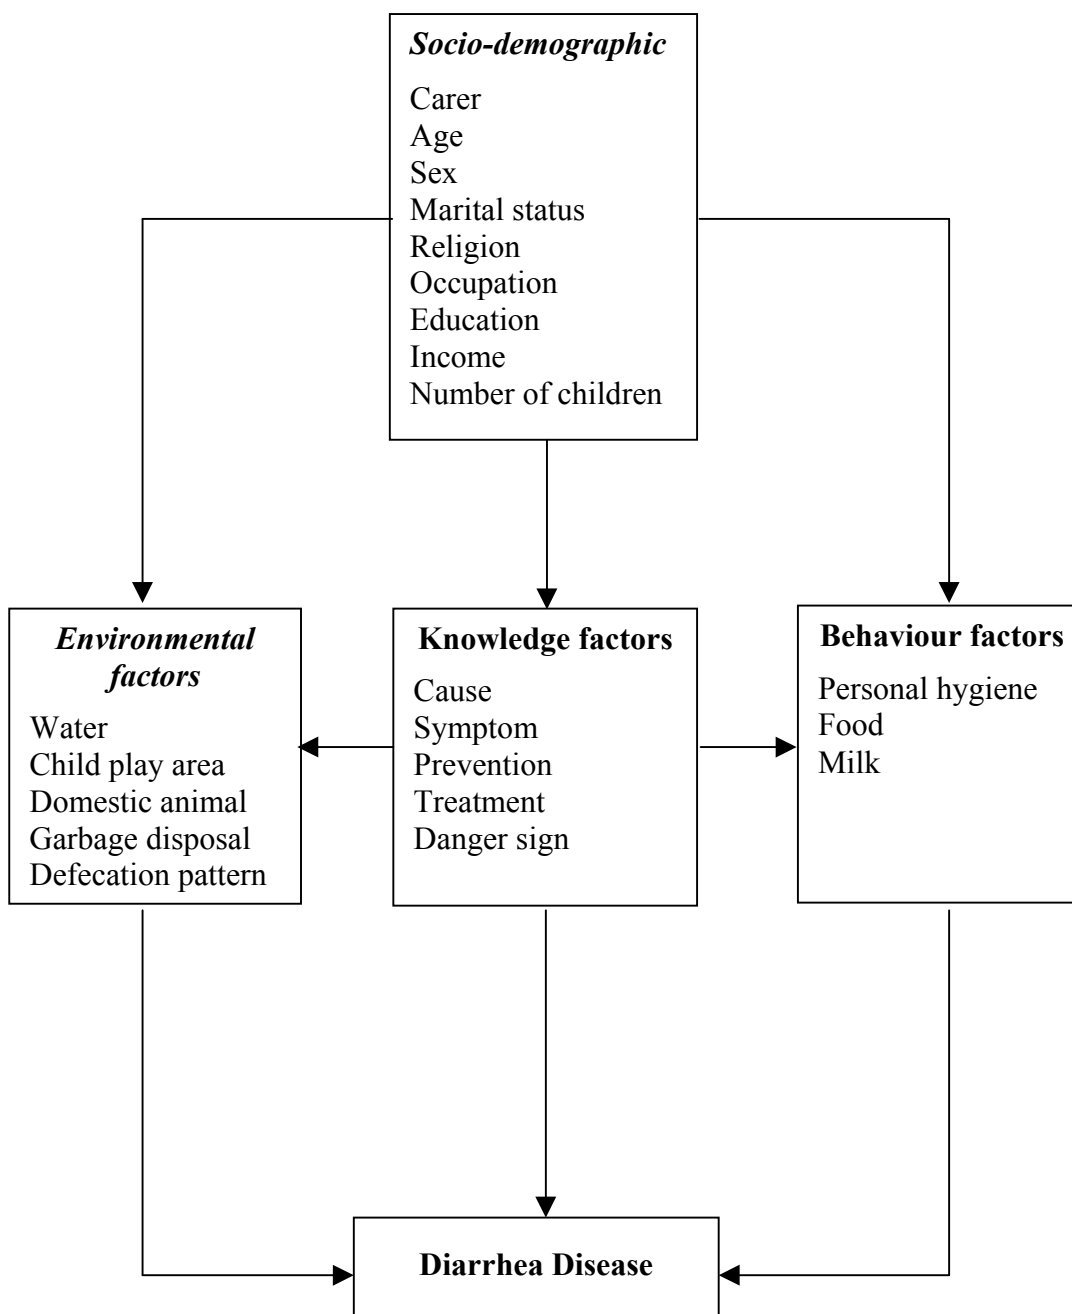 Socio-demographic
Carer
Age
Sex
Marital status
Religion
Occupation
Education
Income
Number of children
Environmental
factors
Water
Child play area
Domestic animal
Garbage disposal
Defecation pattern
Knowledge factors
Cause
Symptom
Prevention
Treatment
Danger sign
Behaviour factors
Personal hygiene
Food
Milk
Diarrhea Disease